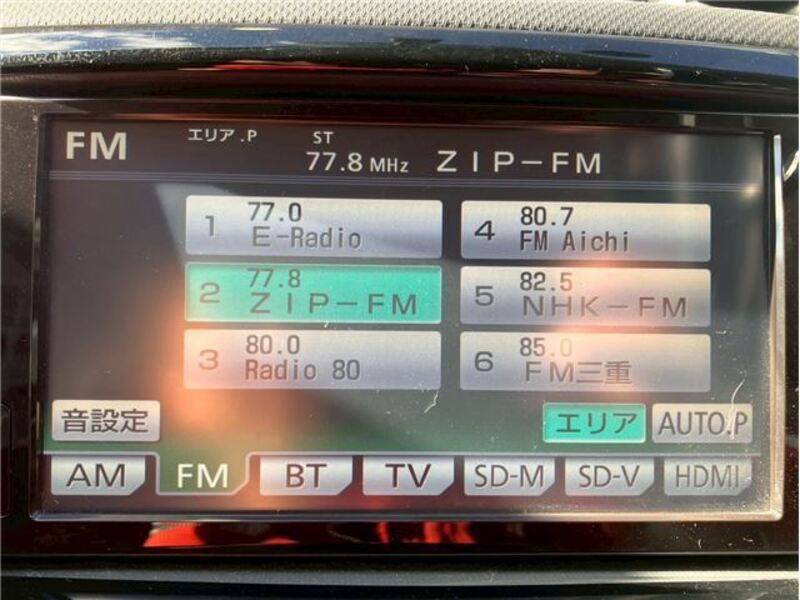 FM エリア.P ST
77.8 MHz ZIP-FM
1 77.0
E-Radio
4 80.7
FM Aichi
2 77.8
ZIP-FM
5 82.5
NHK-FM
3 80.0
Radio 80
6 85.0
FM三重
音設定 エリア AUTO.P
AM FM BT TV SD-M SD-V HDMI